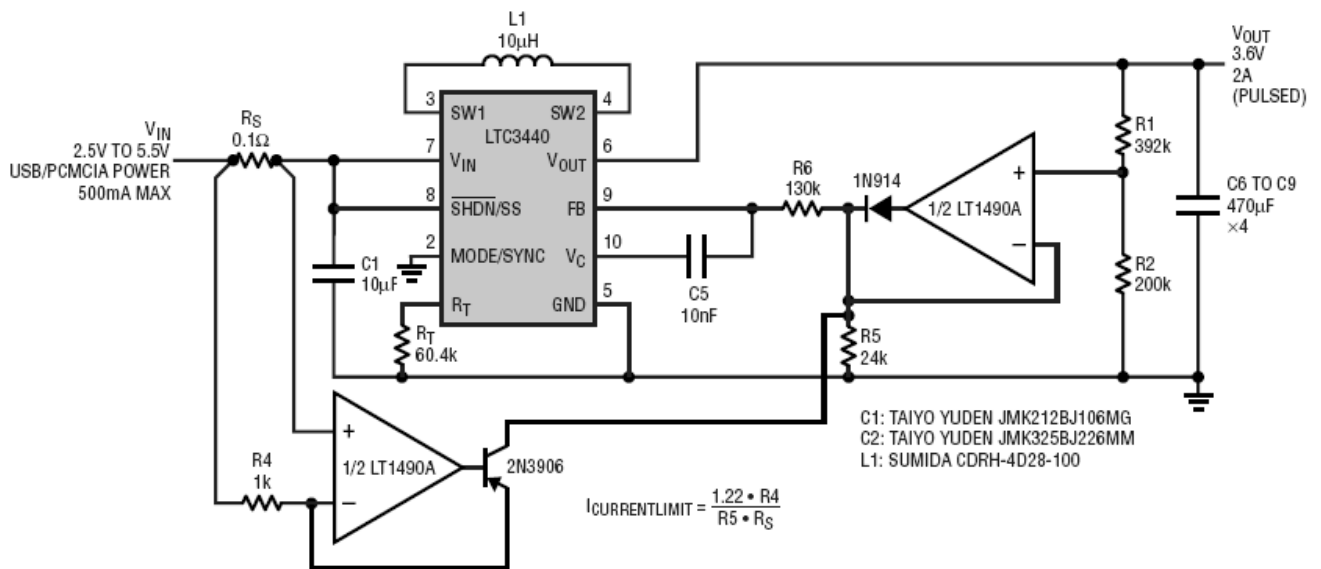 L1
10µH
3
SW1
4
SW2
LTC3440
VIN
2.5V TO 5.5V
USB/PCMCIA POWER
500mA MAX
RS
0.1Ω
7
VIN
6
VOUT
8
SHDN/SS
9
FB
2
MODE/SYNC
10
VC
RT
5
GND
C1
10µF
RT
60.4k
C5
10nF
R6
130k
1N914
+
1/2 LT1490A
−
R5
24k
VOUT
3.6V
2A
(PULSED)
R1
392k
R2
200k
C6 TO C9
470µF
×4
R4
1k
+
1/2 LT1490A
−
2N3906
ICURRENTLIMIT = 1.22 • R4
R5 • RS
C1: TAIYO YUDEN JMK212BJ106MG
C2: TAIYO YUDEN JMK325BJ226MM
L1: SUMIDA CDRH-4D28-100